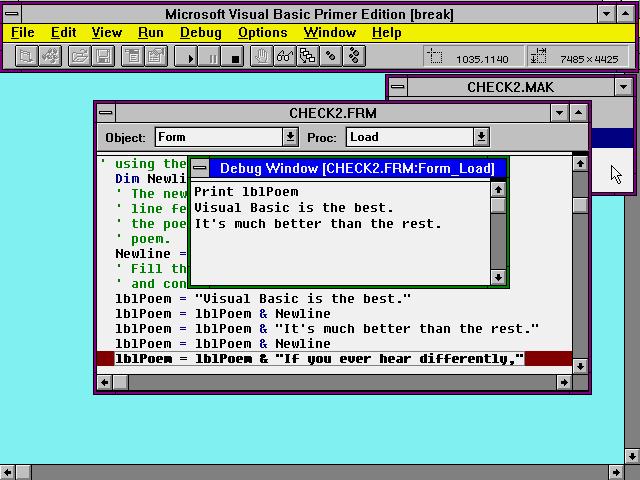 Microsoft Visual Basic Primer Edition [break]
File Edit View Run Debug Options Window Help
1035,1140 7485×4425
CHECK2.MAK
CHECK2.FRM
Object: Form Proc: Load
' using the
Dim Newli
' The new
' line fe
' the poe
' poem.
Newline =
' Fill th
' and con
Debug Window [CHECK2.FRM:Form_Load]
Print lblPoem
Visual Basic is the best.
It's much better than the rest.
lblPoem = "Visual Basic is the best."
lblPoem = lblPoem & Newline
lblPoem = lblPoem & "It's much better than the rest."
lblPoem = lblPoem & Newline
lblPoem = lblPoem & "If you ever hear differently,"